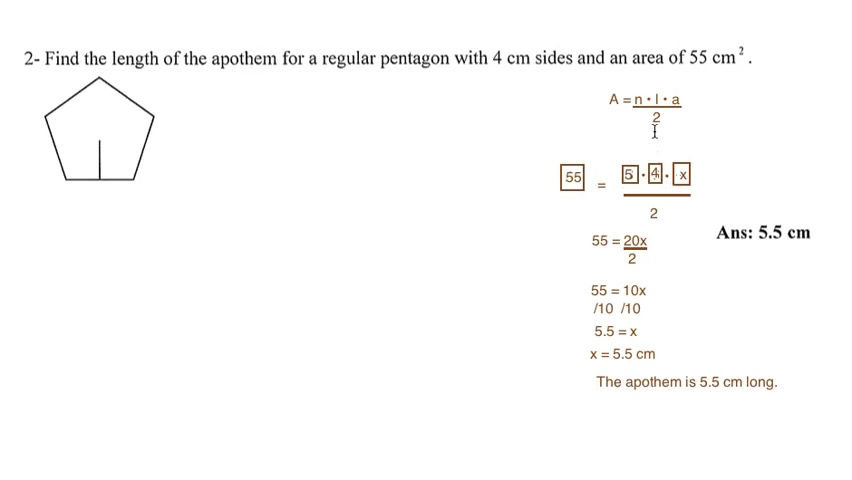 2- Find the length of the apothem for a regular pentagon with 4 cm sides and an area of 55 cm².
A = n • l • a
2
55 = 5 • 4 • x
2
Ans: 5.5 cm
55 = 20x
2
55 = 10x
/10 /10
5.5 = x
x = 5.5 cm
The apothem is 5.5 cm long.